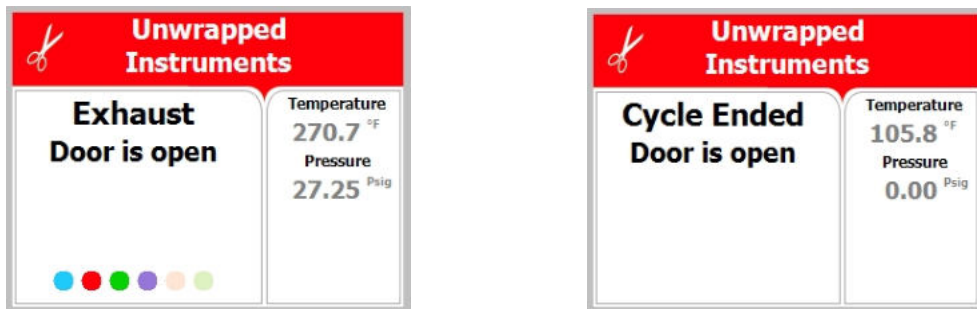 Unwrapped
Instruments
Exhaust
Door is open
Temperature
270.7 °F
Pressure
27.25 Psig
Unwrapped
Instruments
Cycle Ended
Door is open
Temperature
105.8 °F
Pressure
0.00 Psig